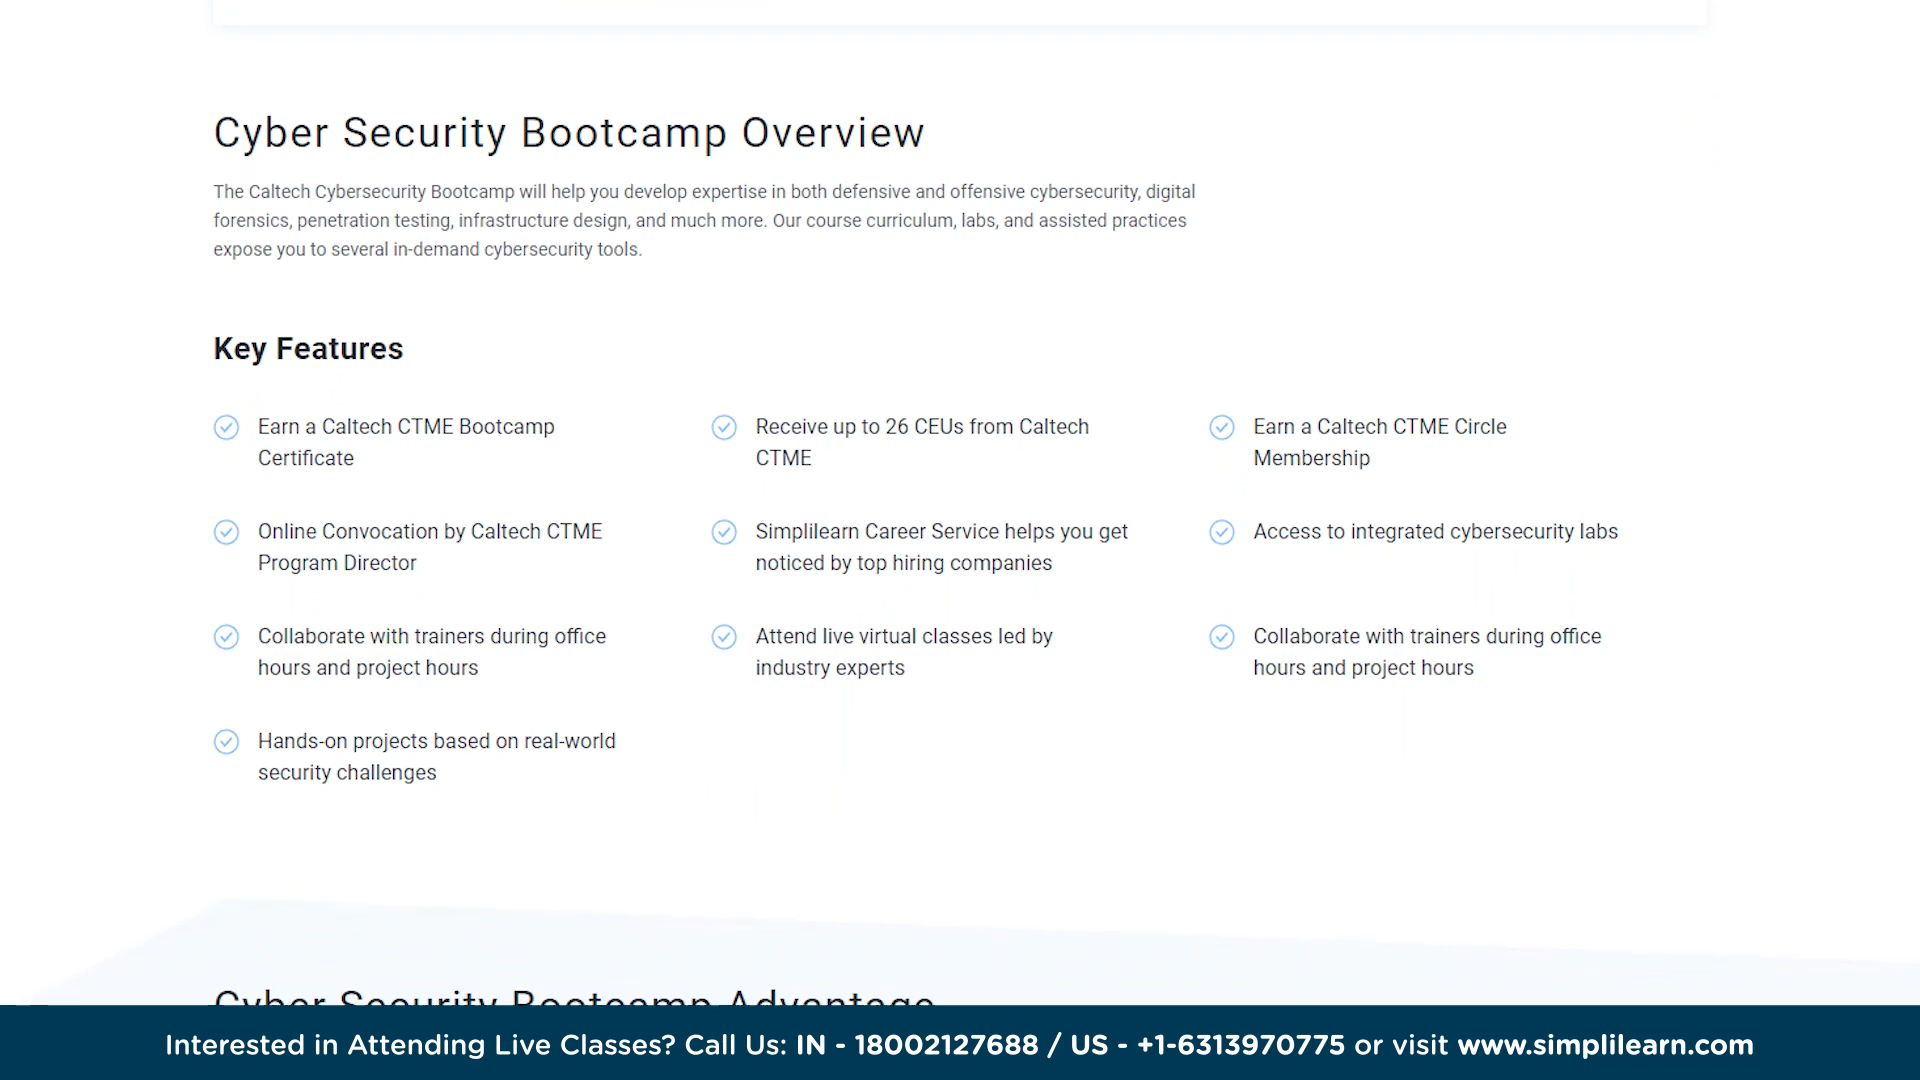 Cyber Security Bootcamp Overview
The Caltech Cybersecurity Bootcamp will help you develop expertise in both defensive and offensive cybersecurity, digital
forensics, penetration testing, infrastructure design, and much more. Our course curriculum, labs, and assisted practices
expose you to several in-demand cybersecurity tools.
Key Features
Earn a Caltech CTME Bootcamp
Certificate
Receive up to 26 CEUs from Caltech
CTME
Earn a Caltech CTME Circle
Membership
Online Convocation by Caltech CTME
Program Director
Simplilearn Career Service helps you get
noticed by top hiring companies
Access to integrated cybersecurity labs
Collaborate with trainers during office
hours and project hours
Attend live virtual classes led by
industry experts
Collaborate with trainers during office
hours and project hours
Hands-on projects based on real-world
security challenges
Cyber Security Bootcamp Advantage
Interested in Attending Live Classes? Call Us: IN - 18002127688 / US - +1-6313970775 or visit www.simplilearn.com